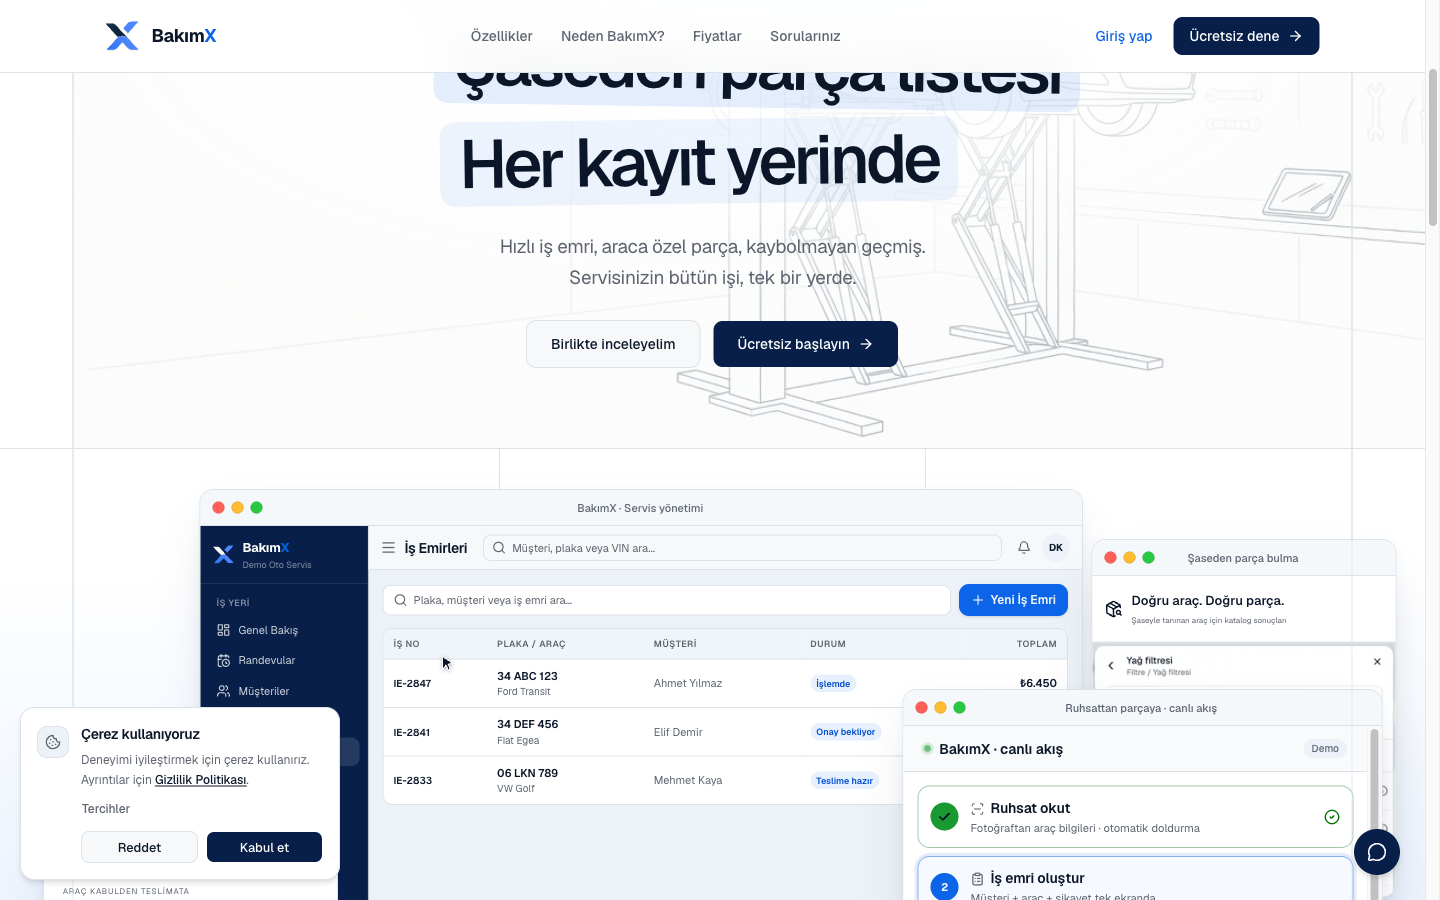 BakımX
Özellikler
Neden BakımX?
Fiyatlar
Sorularınız
Giriş yap
Ücretsiz dene
Şaseden parça listesi
Her kayıt yerinde
Hızlı iş emri, araca özel parça, kaybolmayan geçmiş.
Servisinizin bütün işi, tek bir yerde.
Birlikte inceleyelim
Ücretsiz başlayın
BakımX · Servis yönetimi
BakımX
Demo Oto Servis
İŞ YERİ
Genel Bakış
Randevular
Müşteriler
İş Emirleri
Müşteri, plaka veya VIN ara...
DK
Plaka, müşteri veya iş emri ara...
Yeni İş Emri
İŞ NO PLAKA / ARAÇ MÜŞTERİ DURUM TOPLAM
IE-2847 34 ABC 123 Ford Transit Ahmet Yılmaz İşlemde ₺6.450
IE-2841 34 DEF 456 Fiat Egea Elif Demir Onay bekliyor
IE-2833 06 LKN 789 VW Golf Mehmet Kaya Teslime hazır
Şaseden parça bulma
Doğru araç. Doğru parça.
Şaseyle tanınan araç için katalog sonuçları
Yağ filtresi
Filtre / Yağ filtresi
Ruhsattan parçaya · canlı akış
BakımX · canlı akış
Demo
Ruhsat okut
Fotoğraftan araç bilgileri · otomatik doldurma
2
İş emri oluştur
Müşteri + araç + şikayet tek ekranda
Çerez kullanıyoruz
Deneyimi iyileştirmek için çerez kullanırız.
Ayrıntılar için Gizlilik Politikası.
Tercihler
Reddet
Kabul et
ARAÇ KABULDEN TESLİMATA